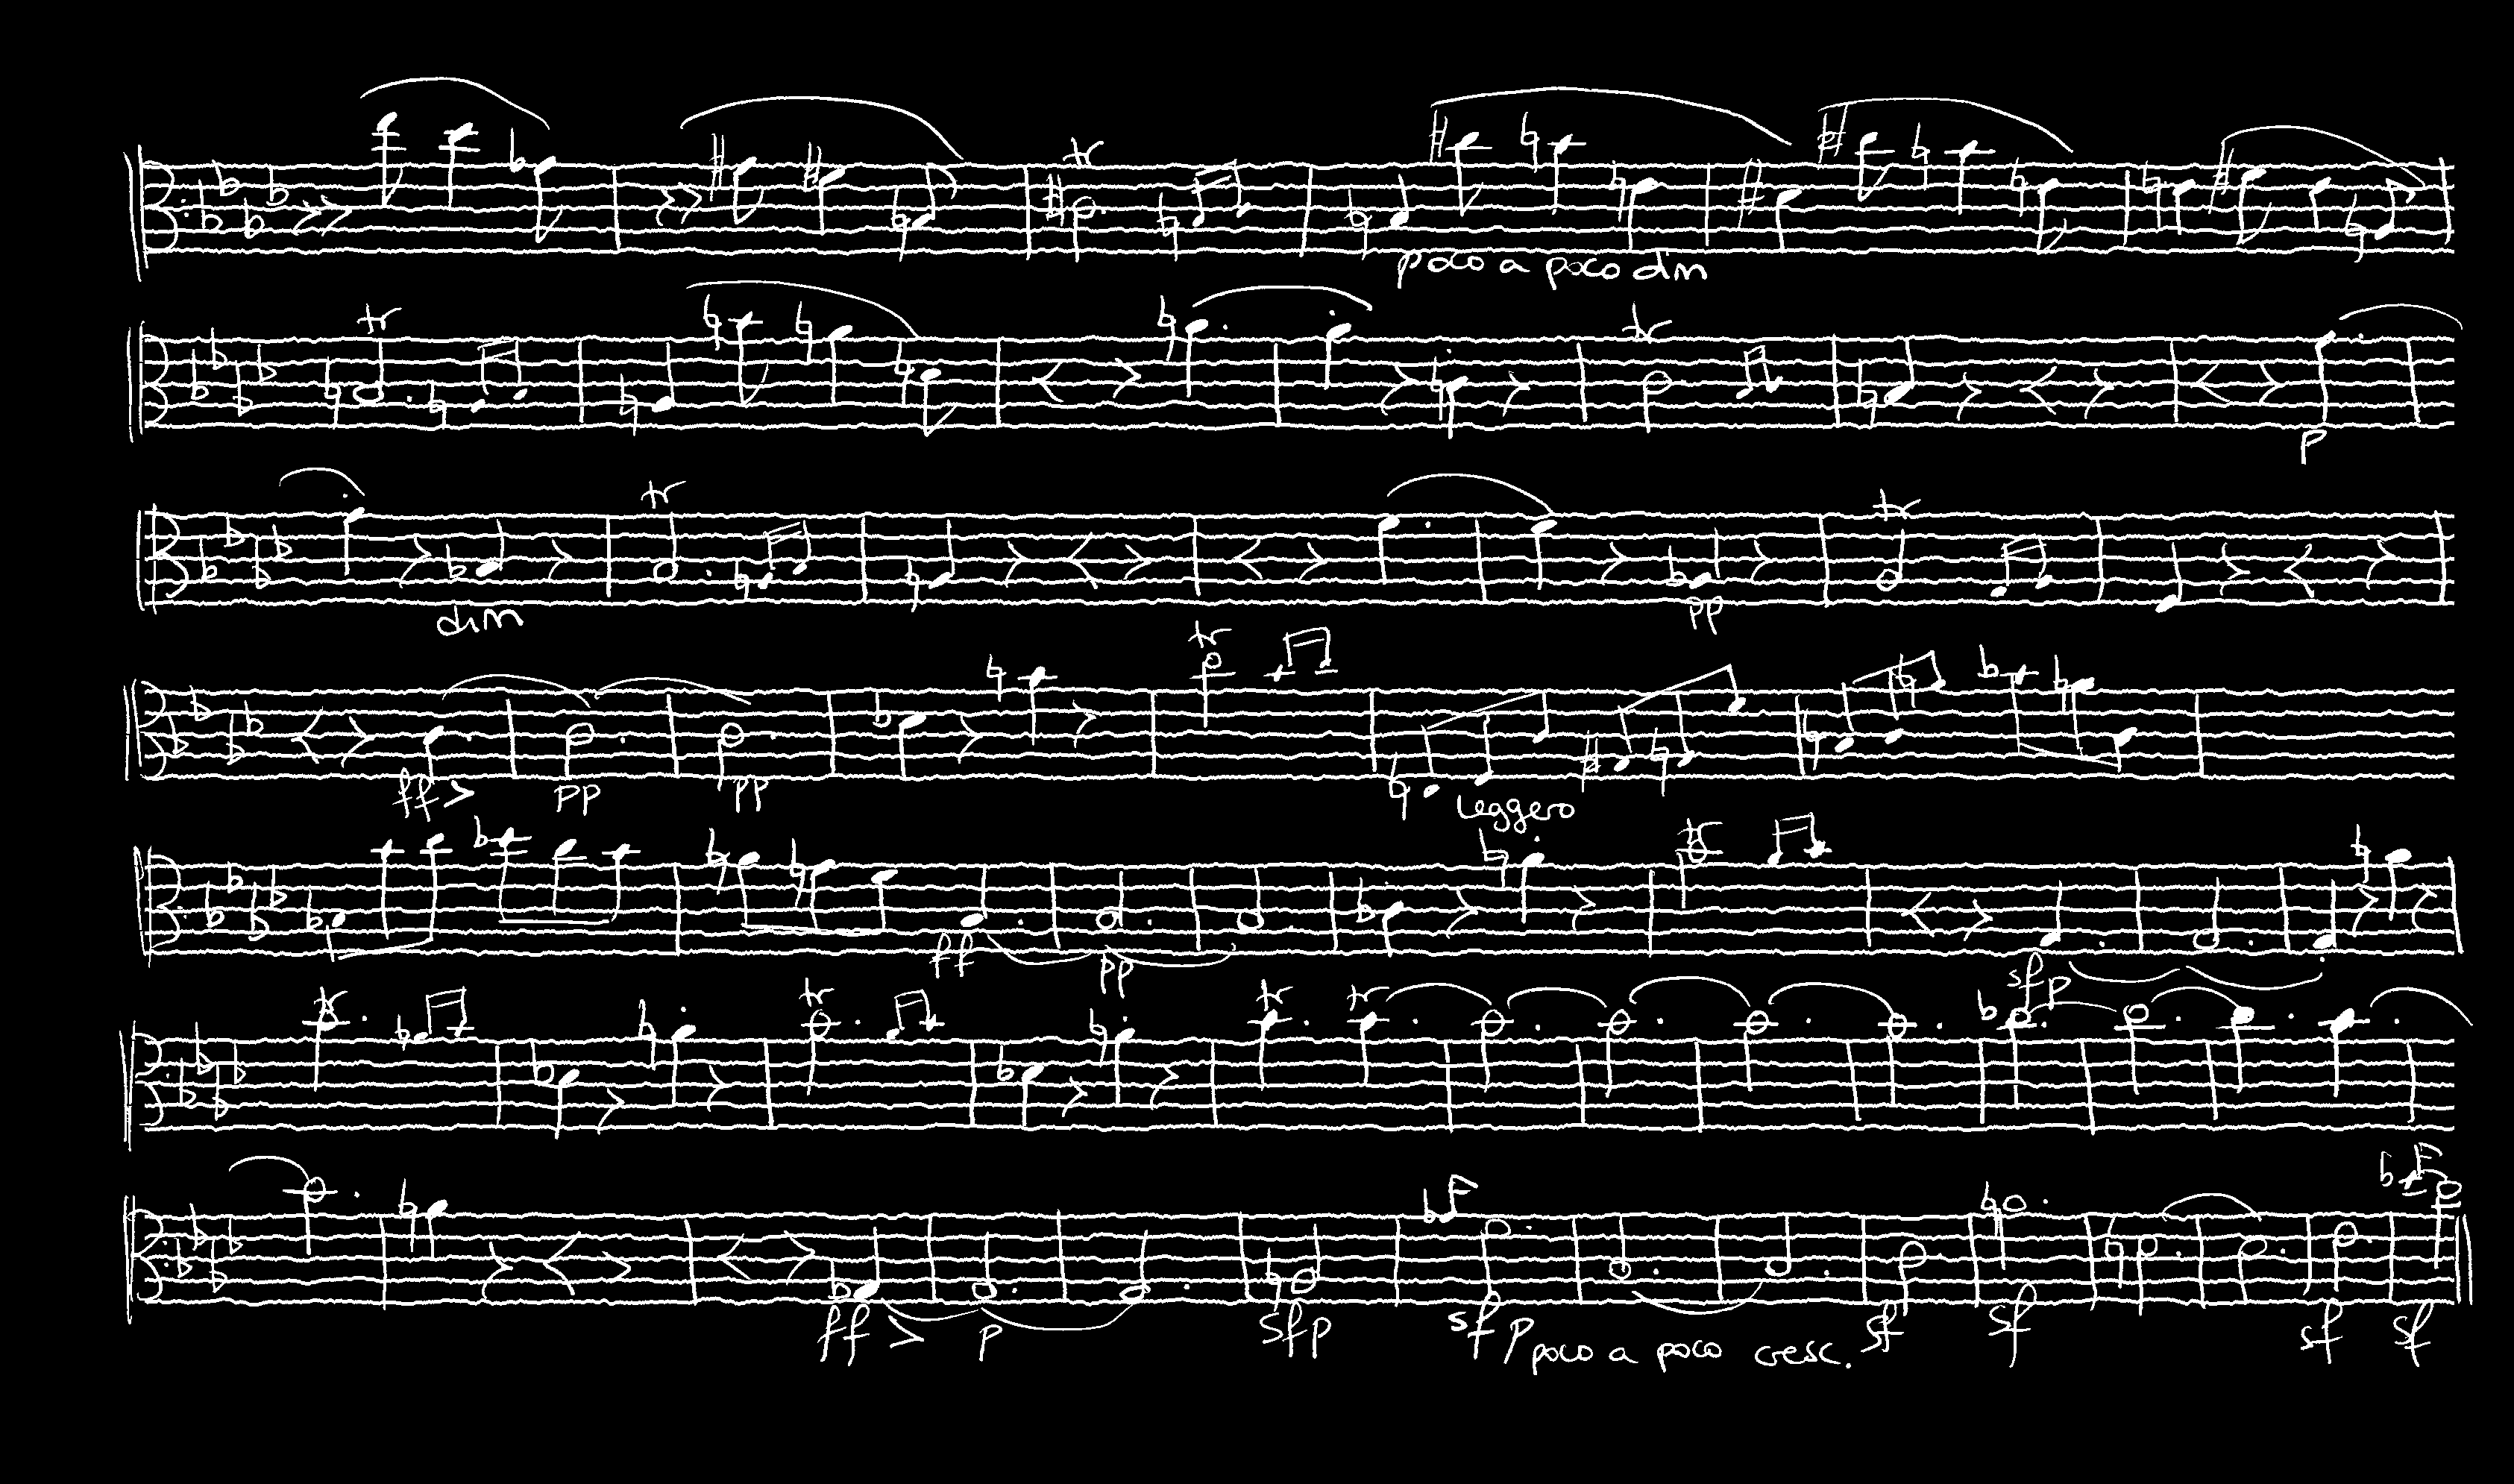 tr
poco a poco dim
tr tr
p
tr tr
dim pp
tr
ff > pp pp leggero
tr
ff pp sfp
tr tr tr tr
ff > p sfp sfp poco a poco cresc. sf sf sf sf